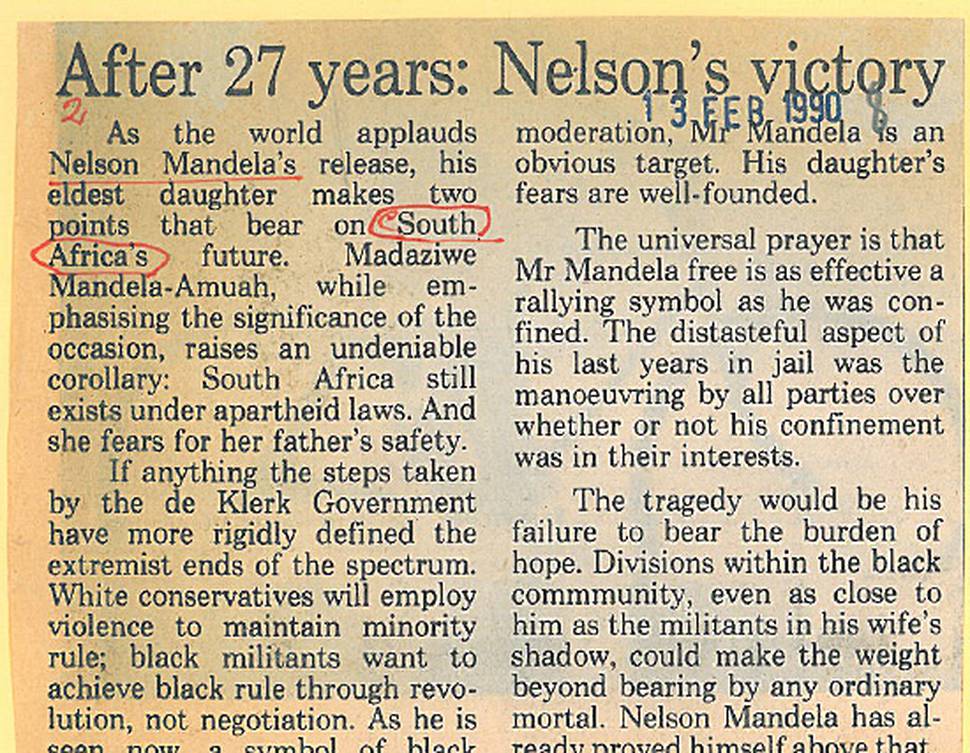 After 27 years: Nelson's victory
13 FEB 1990
2
As the world applauds
Nelson Mandela's release, his
eldest daughter makes two
points that bear on South
Africa's future. Madaziwe
Mandela-Amuah, while em-
phasising the significance of the
occasion, raises an undeniable
corollary: South Africa still
exists under apartheid laws. And
she fears for her father's safety.
If anything the steps taken
by the de Klerk Government
have more rigidly defined the
extremist ends of the spectrum.
White conservatives will employ
violence to maintain minority
rule; black militants want to
achieve black rule through revo-
lution, not negotiation. As he is
seen now, a symbol of black
moderation, Mr Mandela is an
obvious target. His daughter's
fears are well-founded.
The universal prayer is that
Mr Mandela free is as effective a
rallying symbol as he was con-
fined. The distasteful aspect of
his last years in jail was the
manoeuvring by all parties over
whether or not his confinement
was in their interests.
The tragedy would be his
failure to bear the burden of
hope. Divisions within the black
commmunity, even as close to
him as the militants in his wife's
shadow, could make the weight
beyond bearing by any ordinary
mortal. Nelson Mandela has al-
ready proved himself above that